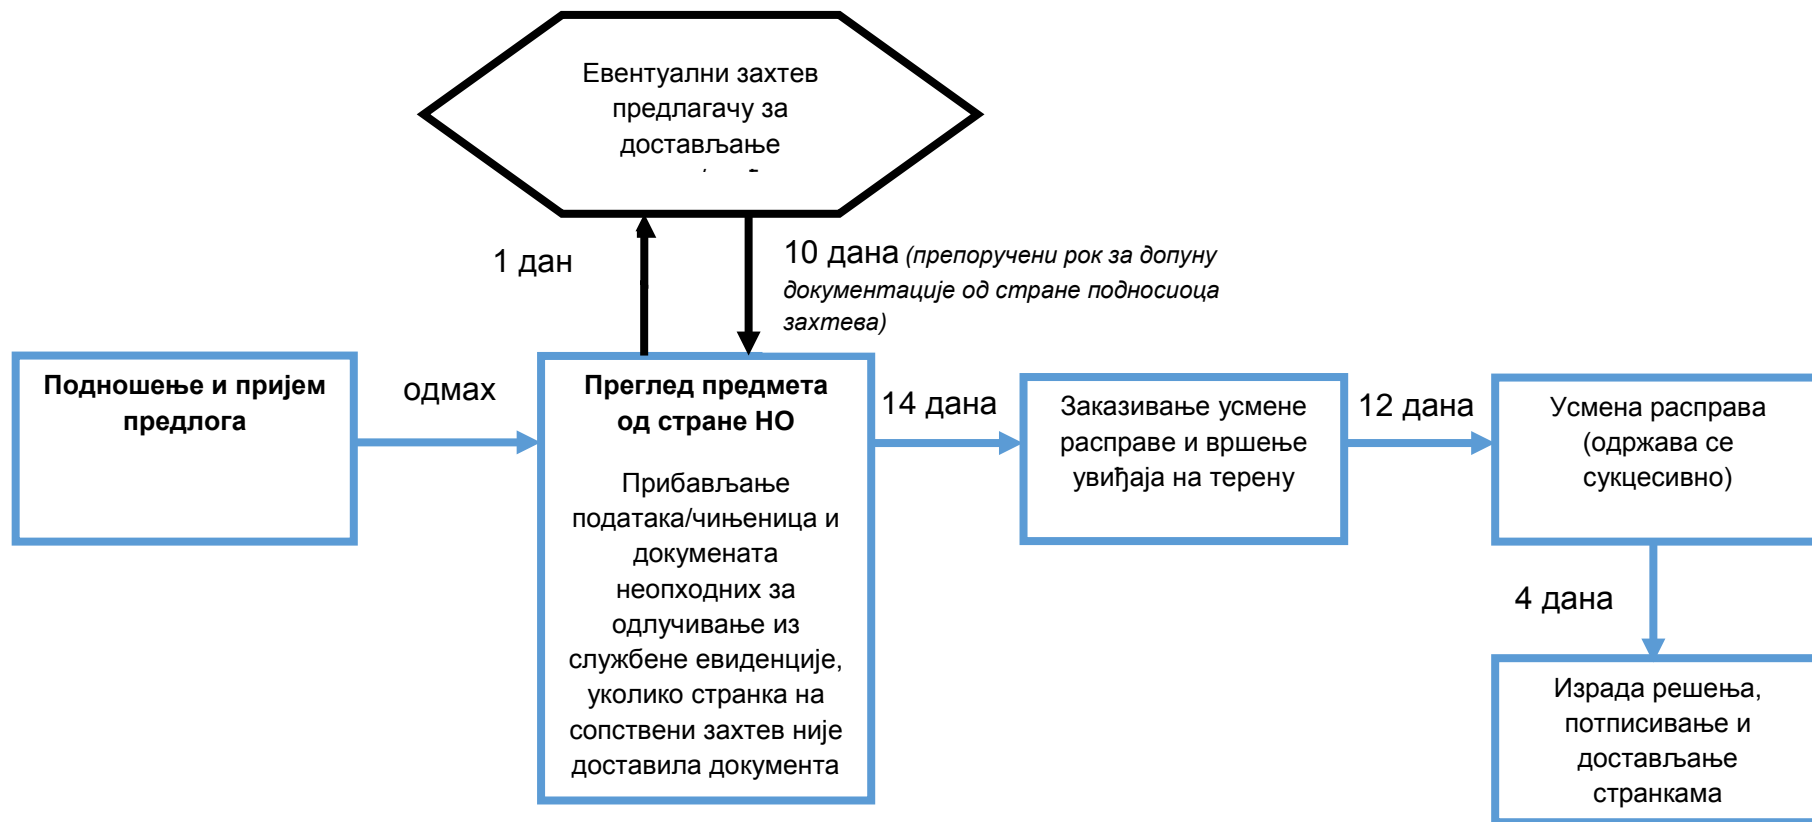 Евентуални захтев
предлагачу за
достављање
1 дан
10 дана (препоручени рок за допуну
документације од стране подносиоца
захтева)
Подношење и пријем
предлога
одмах
Преглед предмета
од стране НО
Прибављање
података/чињеница и
докумената
неопходних за
одлучивање из
службене евиденције,
уколико странка на
сопствени захтев није
доставила документа
14 дана
Заказивање усмене
расправе и вршење
увиђаја на терену
12 дана
Усмена расправа
(одржава се
сукцесивно)
4 дана
Израда решења,
потписивање и
достављање
странкама